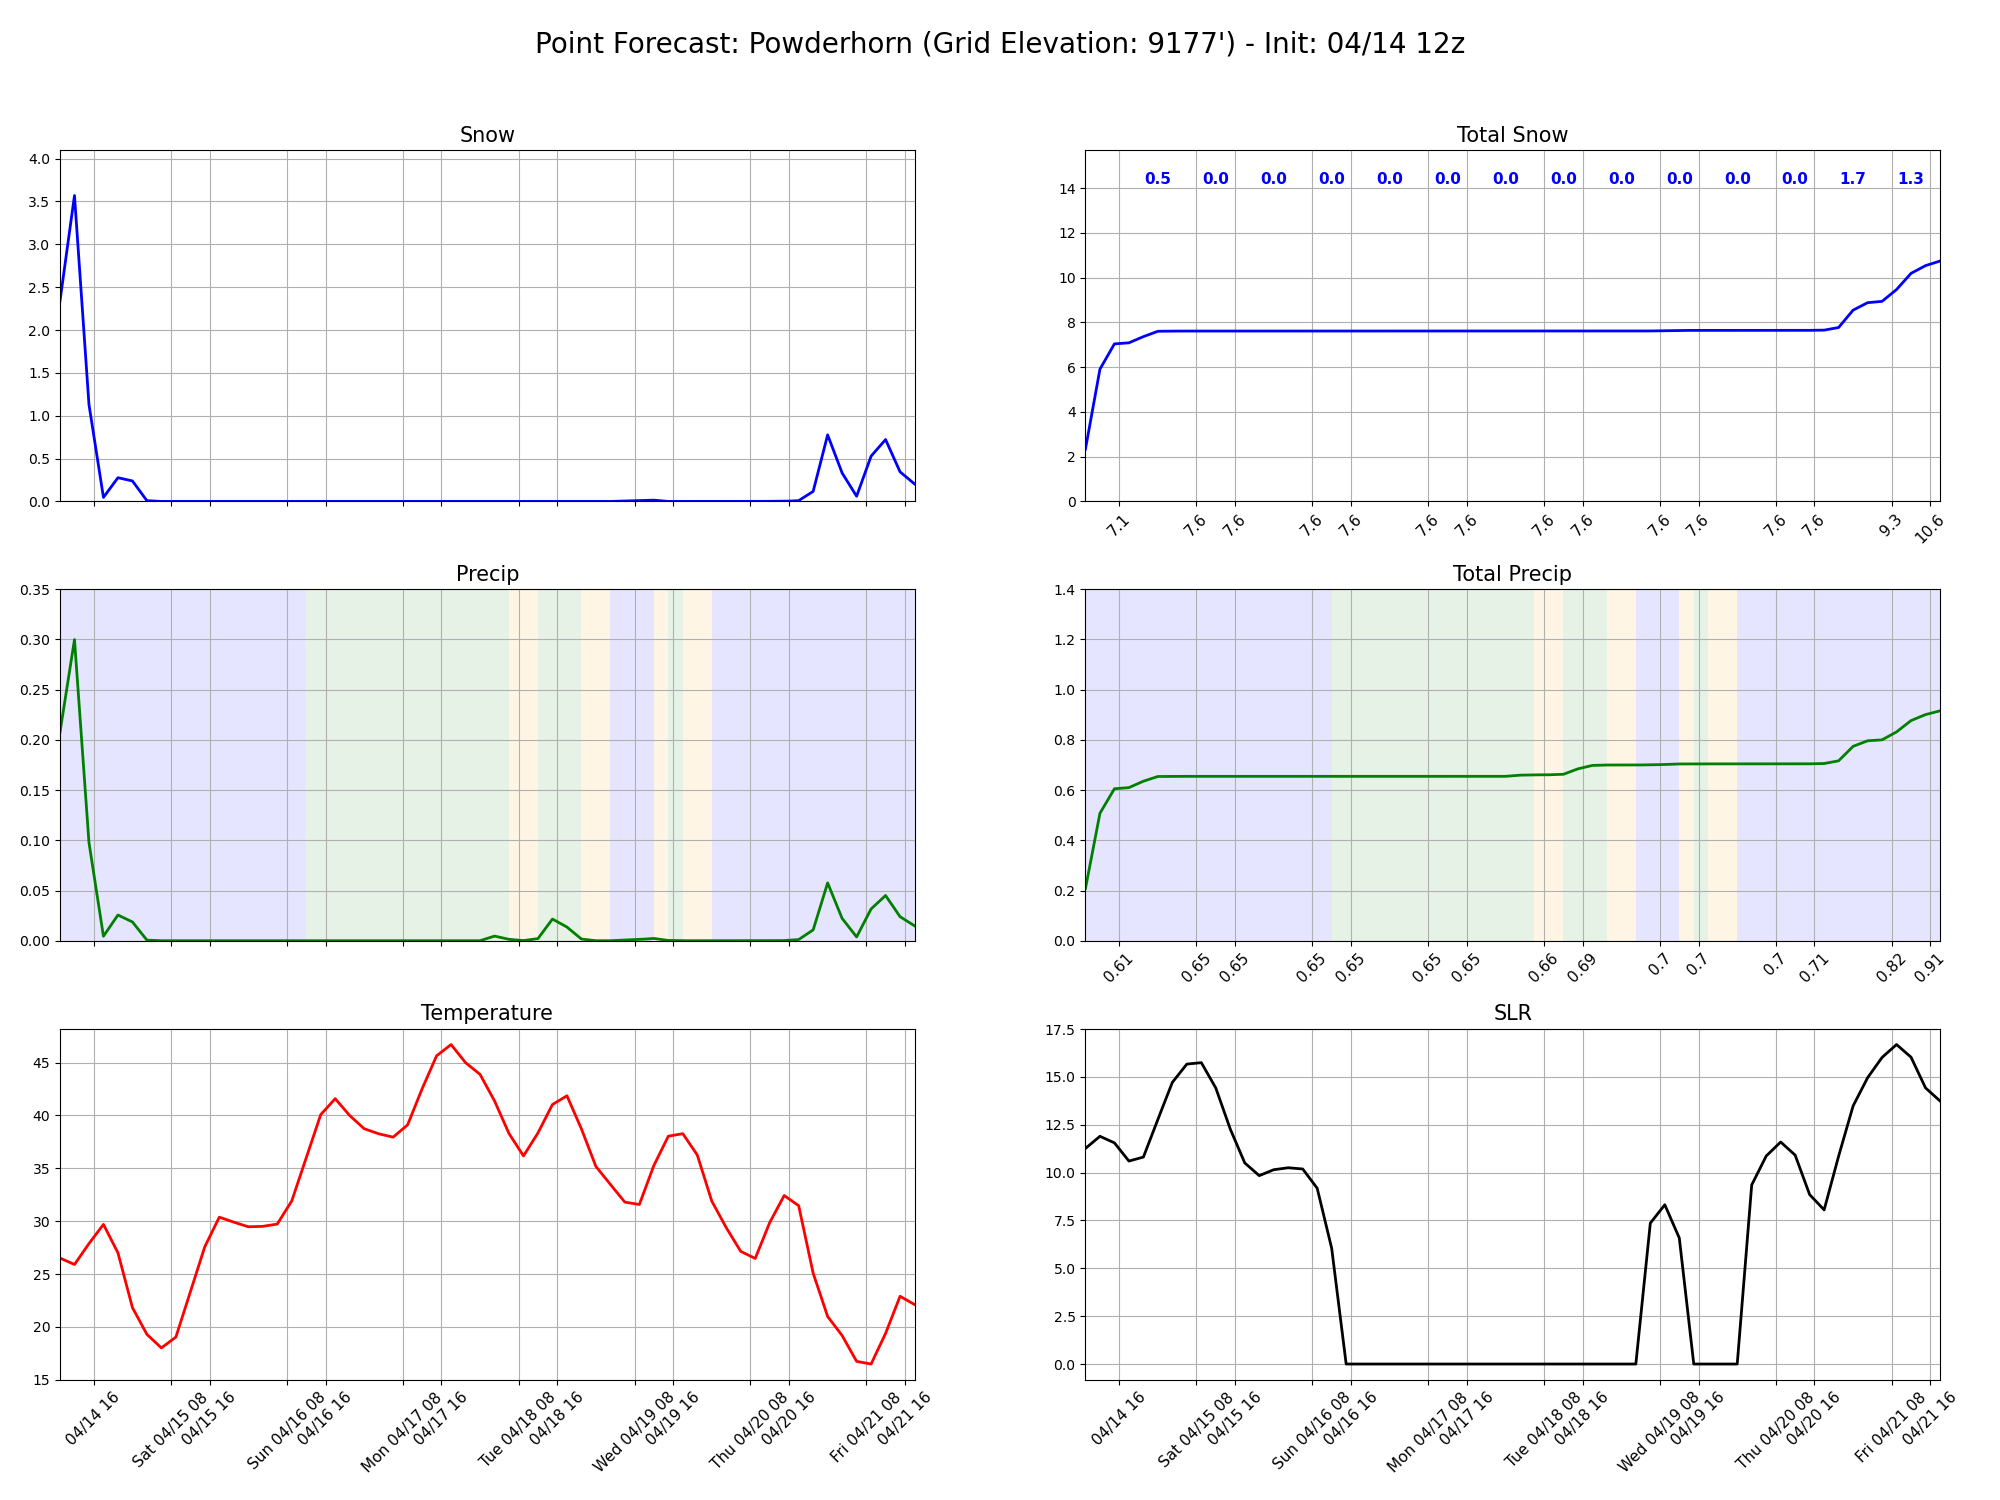 Point Forecast: Powderhorn (Grid Elevation: 9177') - Init: 04/14 12z
Snow
4.0
3.5
3.0
2.5
2.0
1.5
1.0
0.5
0.0
Total Snow
0.5 0.0 0.0 0.0 0.0 0.0 0.0 0.0 0.0 0.0 0.0 0.0 1.7 1.3
14
12
10
8
6
4
2
0
7.1 7.6 7.6 7.6 7.6 7.6 7.6 7.6 7.6 7.6 7.6 7.6 7.6 9.3 10.6
Precip
0.35
0.30
0.25
0.20
0.15
0.10
0.05
0.00
Total Precip
1.4
1.2
1.0
0.8
0.6
0.4
0.2
0.0
0.61 0.65 0.65 0.65 0.65 0.65 0.65 0.66 0.69 0.7 0.7 0.7 0.71 0.82 0.91
Temperature
45
40
35
30
25
20
15
04/14 16
Sat 04/15 08
04/15 16
Sun 04/16 08
04/16 16
Mon 04/17 08
04/17 16
Tue 04/18 08
04/18 16
Wed 04/19 08
04/19 16
Thu 04/20 08
04/20 16
Fri 04/21 08
04/21 16
SLR
17.5
15.0
12.5
10.0
7.5
5.0
2.5
0.0
04/14 16
Sat 04/15 08
04/15 16
Sun 04/16 08
04/16 16
Mon 04/17 08
04/17 16
Tue 04/18 08
04/18 16
Wed 04/19 08
04/19 16
Thu 04/20 08
04/20 16
Fri 04/21 08
04/21 16